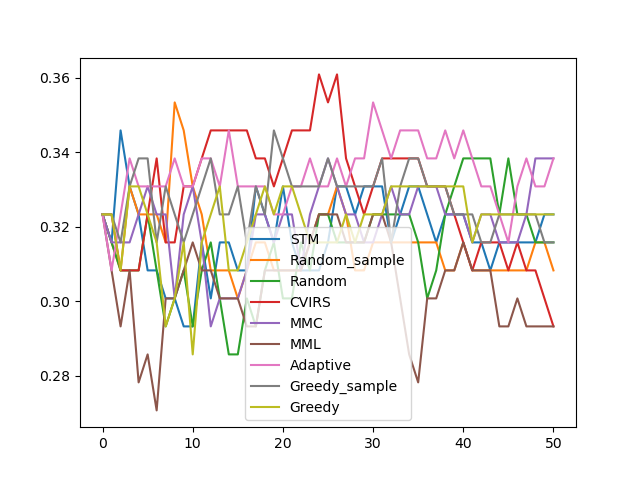 0.36
0.34
0.32
0.30
0.28
0 10 20 30 40 50
STM
Random_sample
Random
CVIRS
MMC
MML
Adaptive
Greedy_sample
Greedy